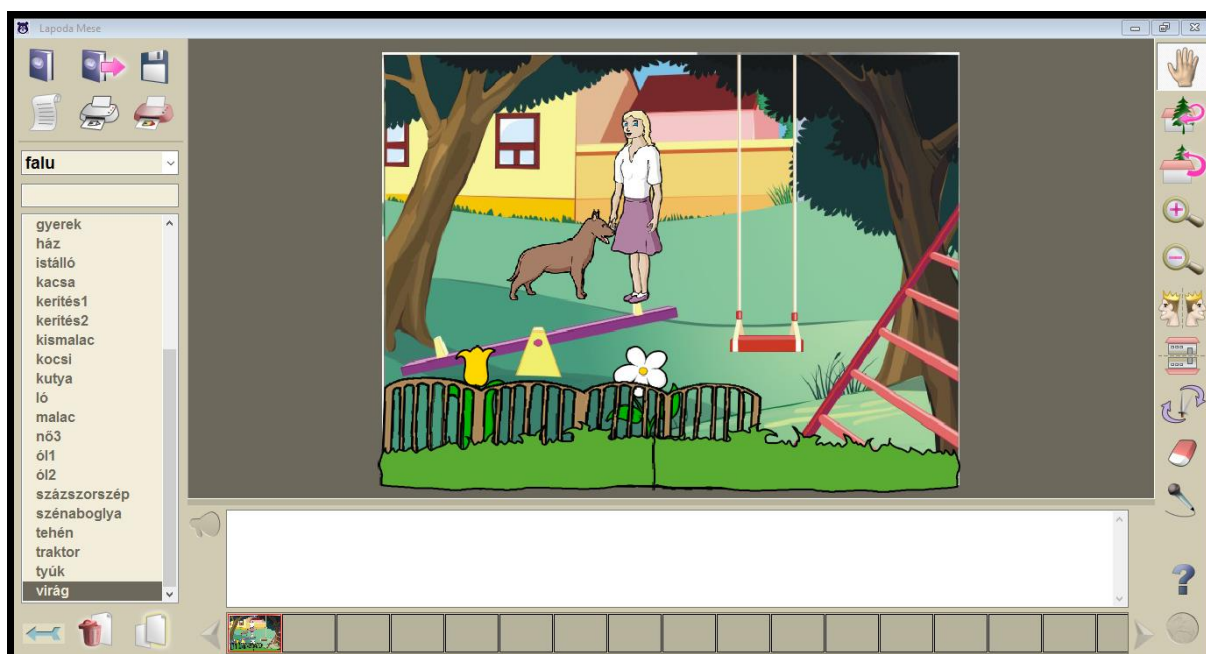 Lapoda Mese
falu
gyerek
ház
istálló
kacsa
kerítés1
kerítés2
kismalac
kocsi
kutya
ló
malac
nő3
ól1
ól2
százszorszép
szénaboglya
tehén
traktor
tyúk
virág